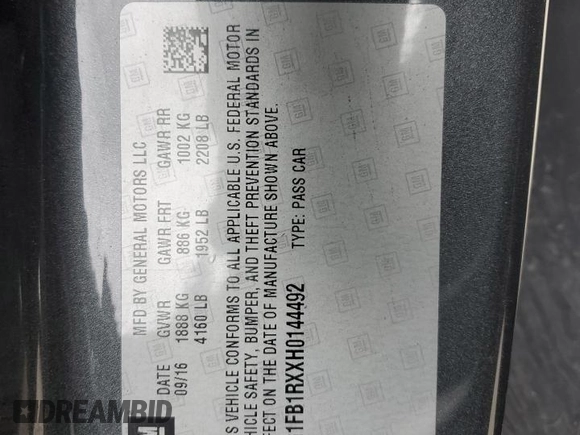 MFD BY GENERAL MOTORS LLC
DATE GVWR GAWR FRT GAWR RR
09/16 1888 KG 886 KG 1002 KG
4160 LB 1952 LB 2208 LB
S VEHICLE CONFORMS TO ALL APPLICABLE U.S. FEDERAL MOTOR
HICLE SAFETY, BUMPER, AND THEFT PREVENTION STANDARDS IN
FECT ON THE DATE OF MANUFACTURE SHOWN ABOVE.
1FB1RXXH0144492 TYPE: PASS CAR
GM
DREAMBID